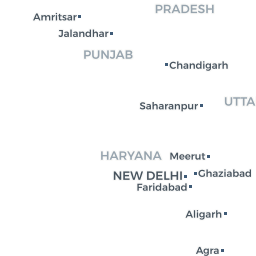 PRADESH
Amritsar
Jalandhar
PUNJAB
Chandigarh
UTTA
Saharanpur
HARYANA
Meerut
NEW DELHI
Ghaziabad
Faridabad
Aligarh
Agra